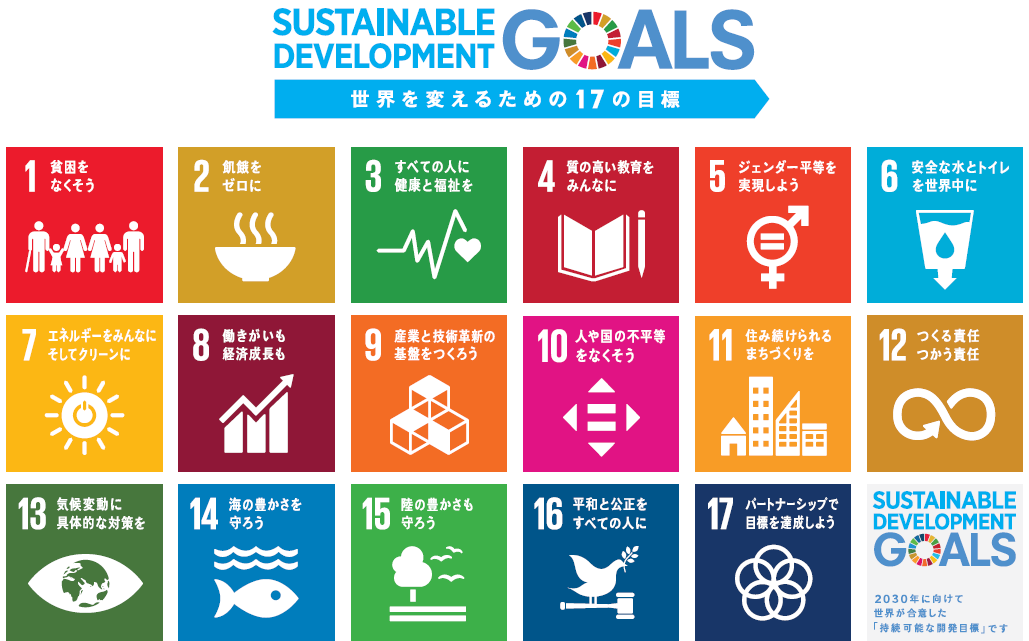 SUSTAINABLE
DEVELOPMENT
GOALS
世界を変えるための17の目標
1
貧困を
なくそう
2
飢餓を
ゼロに
3
すべての人に
健康と福祉を
4
質の高い教育を
みんなに
5
ジェンダー平等を
実現しよう
6
安全な水とトイレ
を世界中に
7
エネルギーをみんなに
そしてクリーンに
8
働きがいも
経済成長も
9
産業と技術革新の
基盤をつくろう
10
人や国の不平等
をなくそう
11
住み続けられる
まちづくりを
12
つくる責任
つかう責任
13
気候変動に
具体的な対策を
14
海の豊かさを
守ろう
15
陸の豊かさも
守ろう
16
平和と公正を
すべての人に
17
パートナーシップで
目標を達成しよう
SUSTAINABLE
DEVELOPMENT
GOALS
2030年に向けて
世界が合意した
「持続可能な開発目標」です